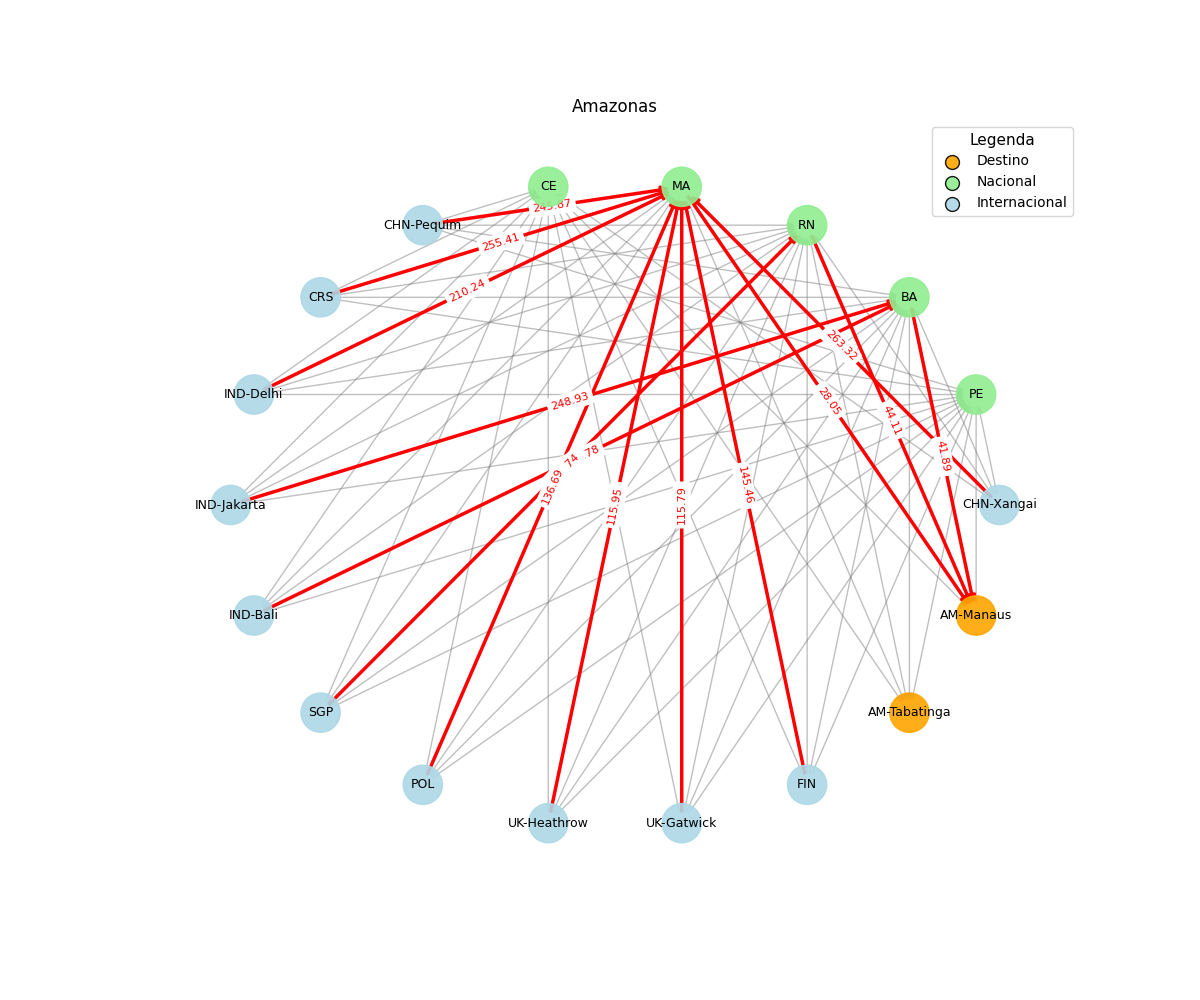 Amazonas
Legenda
Destino
Nacional
Internacional
CE
MA
CHN-Pequim
RN
255.41
CRS
210.24
BA
263.32
IND-Delhi
PE
248.93
28.05
44.11
78
74
41.89
136.69
145.46
IND-Jakarta
115.95
115.79
CHN-Xangai
IND-Bali
AM-Manaus
SGP
AM-Tabatinga
POL
FIN
UK-Heathrow
UK-Gatwick